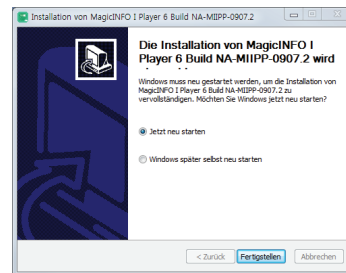 Installation von MagicINFO I Player 6 Build NA-MIIPP-0907.2
Die Installation von MagicINFO I
Player 6 Build NA-MIIPP-0907.2 wird
Windows muss neu gestartet werden, um die Installation von
MagicINFO I Player 6 Build NA-MIIPP-0907.2 zu
vervollständigen. Möchten Sie Windows jetzt neu starten?
Jetzt neu starten
Windows später selbst neu starten
< Zurück Fertigstellen Abbrechen